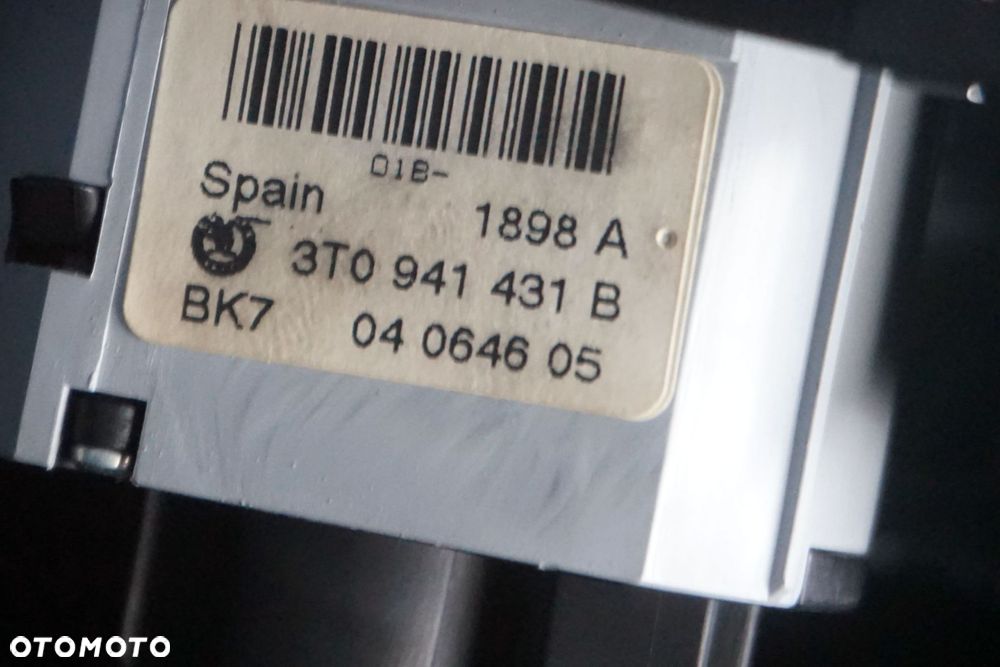 01B-
Spain
1898 A
3T0 941 431 B
BK7
04 0646 05
OTOMOTO